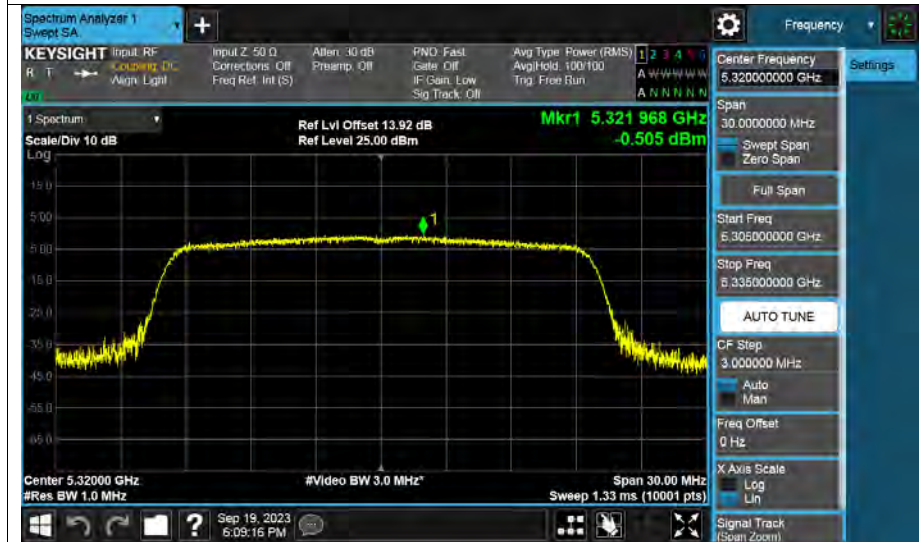 Spectrum Analyzer 1
Swept SA
Frequency
KEYSIGHT
Input: RF
Coupling: DC
Align: Light
Input Z: 50 Ω
Corrections: Off
Freq Ref: Int (S)
Atten: 30 dB
Preamp: Off
PNO: Fast
Gate: Off
IF Gain: Low
Sig Track: Off
Avg Type: Power (RMS)
Avg|Hold: 100/100
Trig: Free Run
1 2 3 4 5 6
A W W W W W
A N N N N N
R T
1 Spectrum
Scale/Div 10 dB
Log
Ref Lvl Offset 13.92 dB
Ref Level 25.00 dBm
Mkr1 5.321 968 GHz
-0.505 dBm
1
15.0
5.00
-5.00
-15.0
-25.0
-35.0
-45.0
-55.0
-65.0
Center 5.32000 GHz
#Res BW 1.0 MHz
#Video BW 3.0 MHz*
Span 30.00 MHz
Sweep 1.33 ms (10001 pts)
?
Sep 19, 2023
6:09:16 PM
Center Frequency
5.320000000 GHz
Settings
Span
30.0000000 MHz
Swept Span
Zero Span
Full Span
Start Freq
5.305000000 GHz
Stop Freq
5.335000000 GHz
AUTO TUNE
CF Step
3.000000 MHz
Auto
Man
Freq Offset
0 Hz
X Axis Scale
Log
Lin
Signal Track
(Span Zoom)